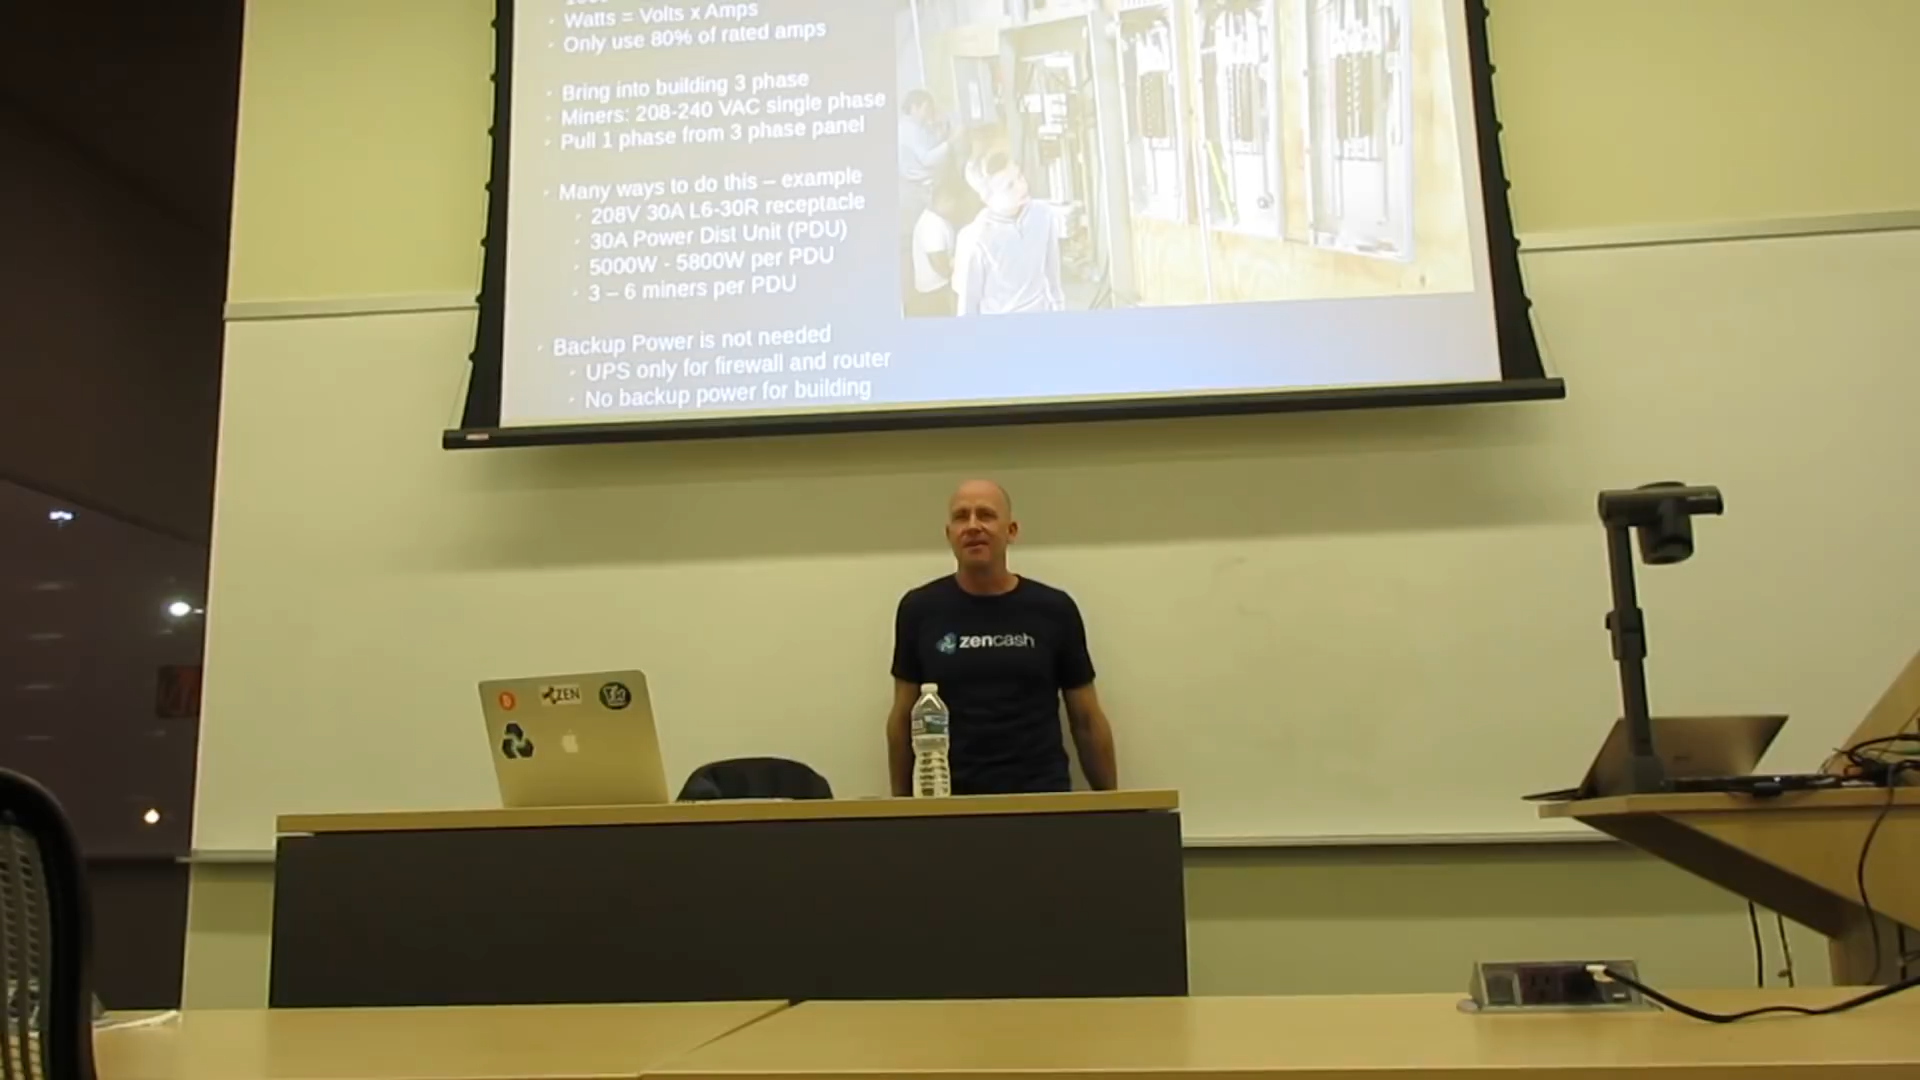 Watts = Volts x Amps
Only use 80% of rated amps
Bring into building 3 phase
Miners: 208-240 VAC single phase
Pull 1 phase from 3 phase panel
Many ways to do this – example
208V 30A L6-30R receptacle
30A Power Dist Unit (PDU)
5000W - 5800W per PDU
3 – 6 miners per PDU
Backup Power is not needed
UPS only for firewall and router
No backup power for building
zencash
ZEN